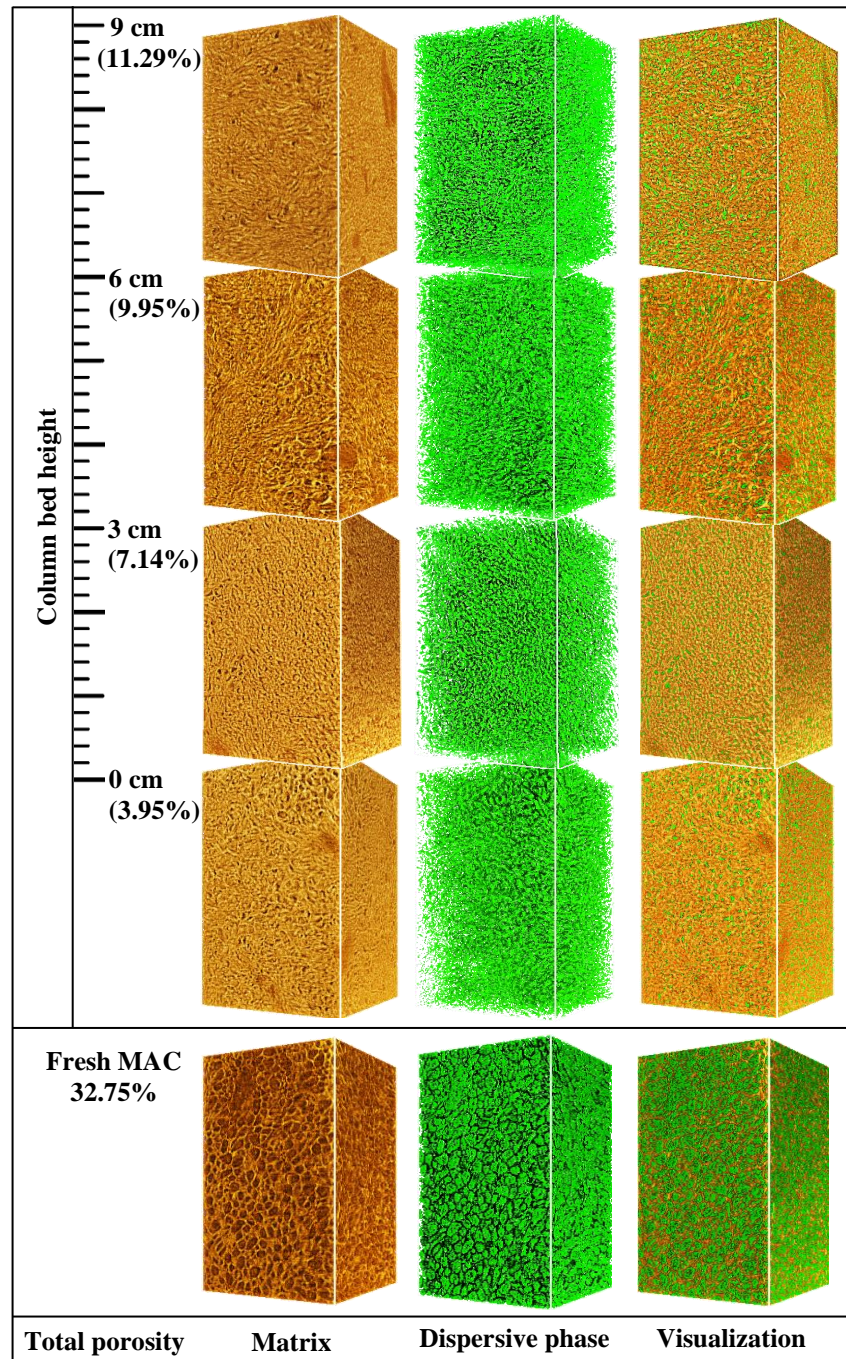 9 cm
(11.29%)
6 cm
(9.95%)
3 cm
(7.14%)
0 cm
(3.95%)
Column bed height
Fresh MAC
32.75%
Total porosity
Matrix
Dispersive phase
Visualization